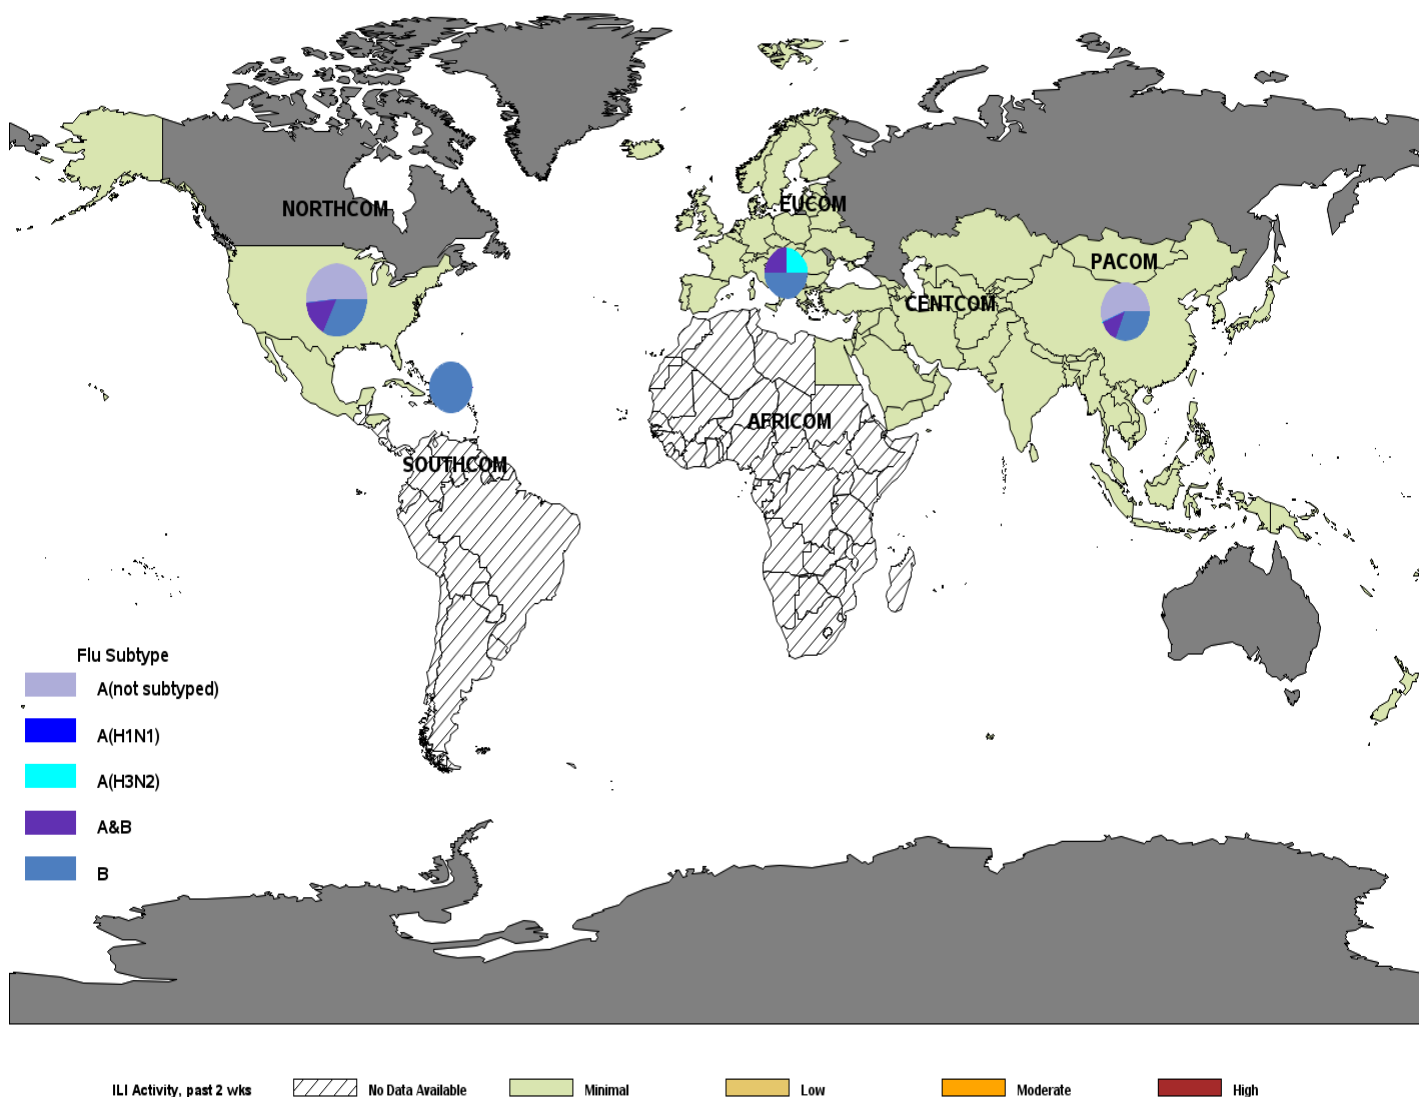 NORTHCOM
EUCOM
PACOM
CENTCOM
AFRICOM
SOUTHCOM
Flu Subtype
A(not subtyped)
A(H1N1)
A(H3N2)
A&B
B
ILI Activity, past 2 wks No Data Available Minimal Low Moderate High